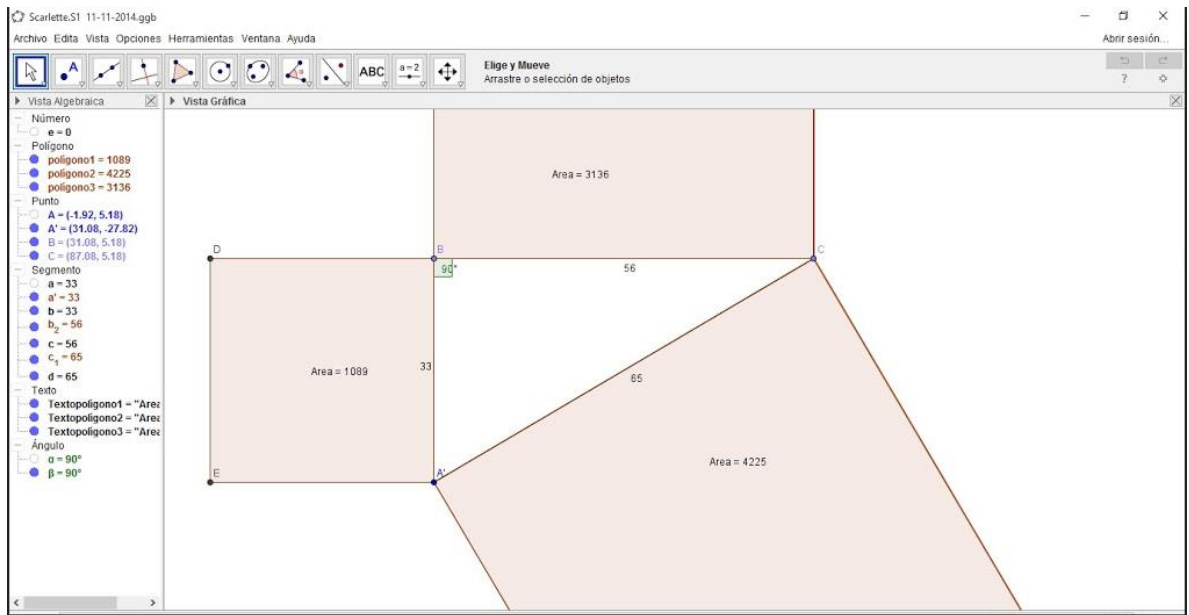 Scarlette.S1 11-11-2014.ggb
Archivo Edita Vista Opciones Herramientas Ventana Ayuda
Abrir sesión...
A
ABC
a=2
Elige y Mueve
Arrastre o selección de objetos
?
Vista Algebraica
Vista Gráfica
Número
e = 0
Polígono
polígono1 = 1089
polígono2 = 4225
polígono3 = 3136
Punto
A = (-1.92, 5.18)
A' = (31.08, -27.82)
B = (31.08, 5.18)
C = (87.08, 5.18)
Segmento
a = 33
a' = 33
b = 33
b₂ = 56
c = 56
c₁ = 65
d = 65
Texto
Textopolígono1 = "Area
Textopolígono2 = "Area
Textopolígono3 = "Area
Ángulo
α = 90°
β = 90°
Area = 3136
D
B
C
90°
56
Area = 1089
33
65
E
A'
Area = 4225